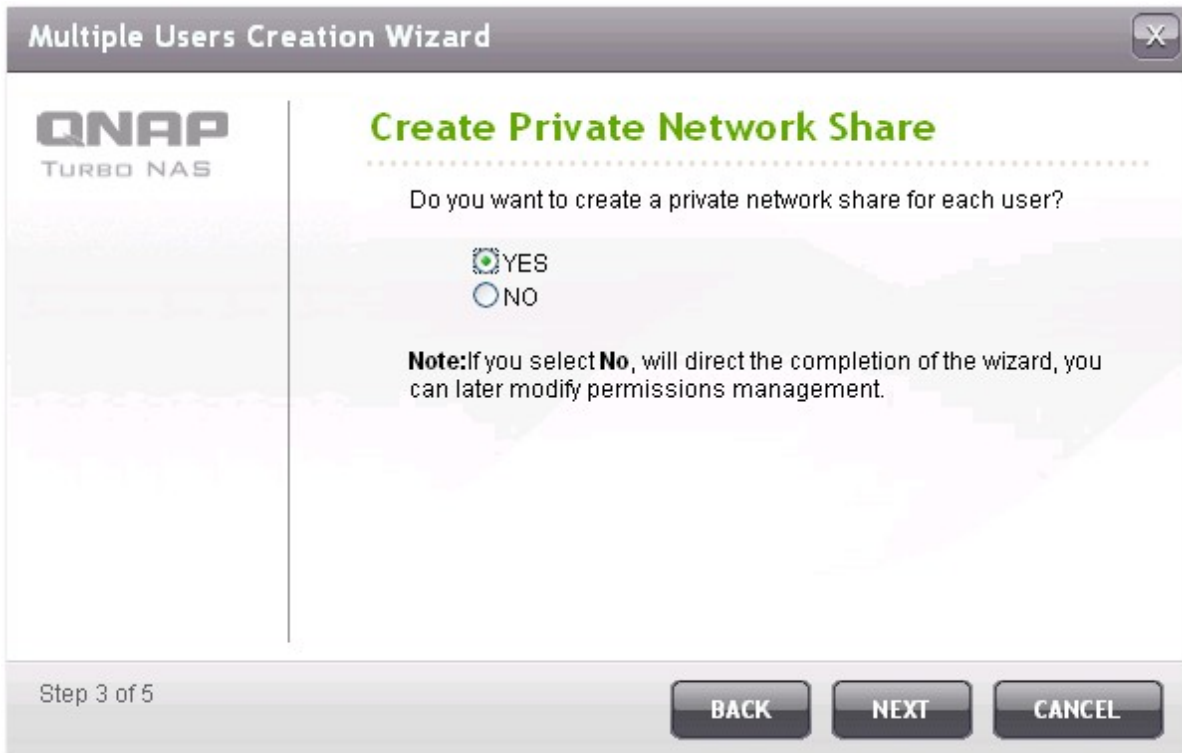 Multiple Users Creation Wizard
X
QNAP
TURBO NAS
Create Private Network Share
Do you want to create a private network share for each user?
YES
NO
Note:If you select No, will direct the completion of the wizard, you
can later modify permissions management.
Step 3 of 5
BACK
NEXT
CANCEL